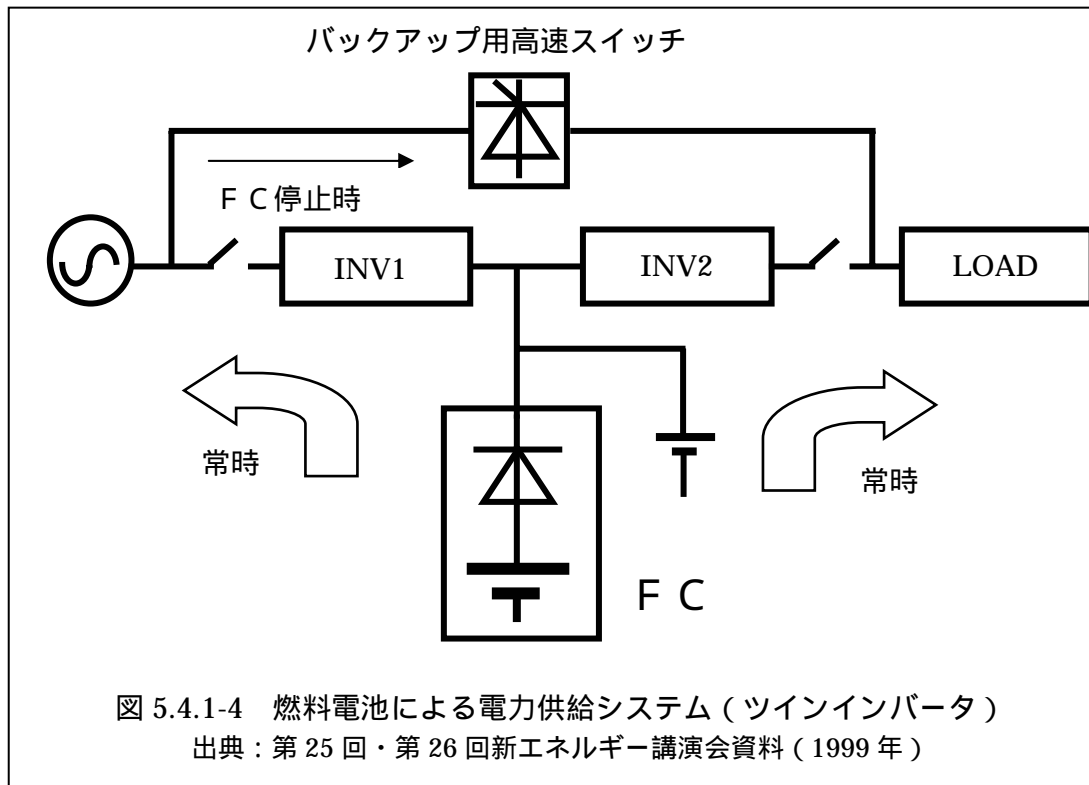 バックアップ用高速スイッチ
ＦＣ停止時
INV1
INV2
LOAD
常時
常時
ＦＣ
図 5.4.1-4　燃料電池による電力供給システム（ツインインバータ）
出典：第 25 回・第 26 回新エネルギー講演会資料（1999 年）